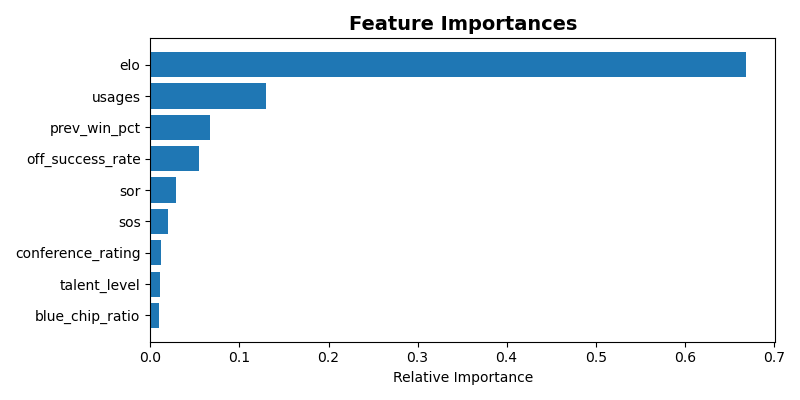 Feature Importances
elo
usages
prev_win_pct
off_success_rate
sor
sos
conference_rating
talent_level
blue_chip_ratio
0.0 0.1 0.2 0.3 0.4 0.5 0.6 0.7
Relative Importance